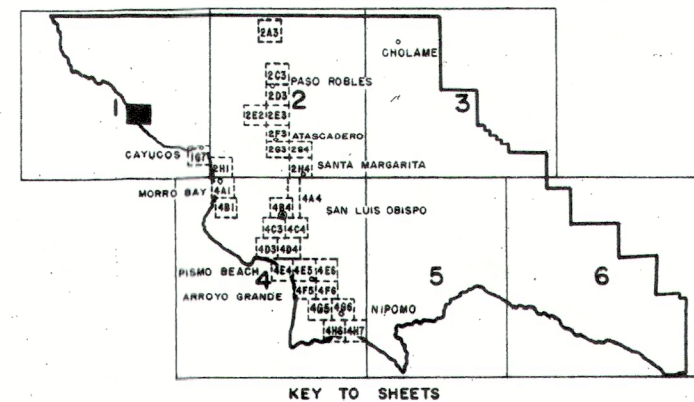 2A3
CHOLAME
2C3
PASO ROBLES
2D3
2
3
1
2E2 2E3
2F3
ATASCADERO
2G3 2G4
CAYUCOS
1G7
2H1
2H4
SANTA MARGARITA
MORRO BAY
4A1
4A4
4B1
4B4
SAN LUIS OBISPO
4C3 4C4
4D3 4D4
PISMO BEACH
4
4E4 4E5 4E6
5
6
ARROYO GRANDE
4F5 4F6
4G5 4G6
NIPOMO
4H6 4H7
KEY TO SHEETS